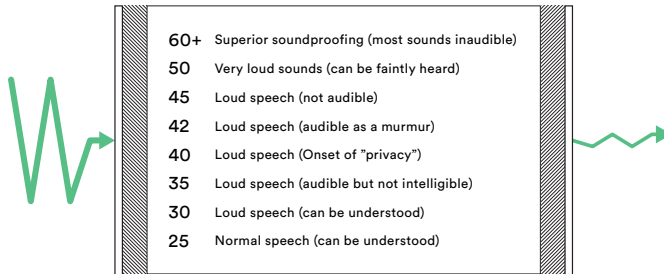 60+ Superior soundproofing (most sounds inaudible)
50 Very loud sounds (can be faintly heard)
45 Loud speech (not audible)
42 Loud speech (audible as a murmur)
40 Loud speech (Onset of ”privacy”)
35 Loud speech (audible but not intelligible)
30 Loud speech (can be understood)
25 Normal speech (can be understood)